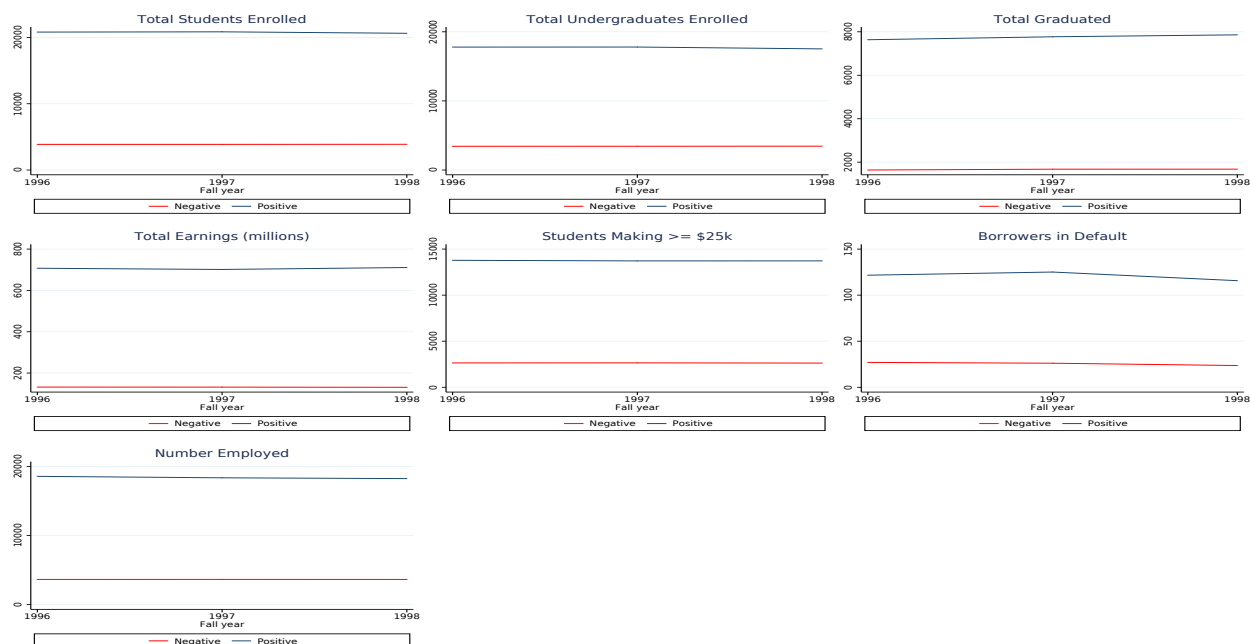 Total Students Enrolled
20000
10000
0
1996 1997 1998
Fall year
Negative Positive
Total Undergraduates Enrolled
20000
10000
0
1996 1997 1998
Fall year
Negative Positive
Total Graduated
8000
6000
4000
2000
1996 1997 1998
Fall year
Negative Positive
Total Earnings (millions)
800
600
400
200
1996 1997 1998
Fall year
Negative Positive
Students Making >= $25k
15000
10000
5000
0
1996 1997 1998
Fall year
Negative Positive
Borrowers in Default
150
100
50
0
1996 1997 1998
Fall year
Negative Positive
Number Employed
20000
10000
0
1996 1997 1998
Fall year
Negative Positive